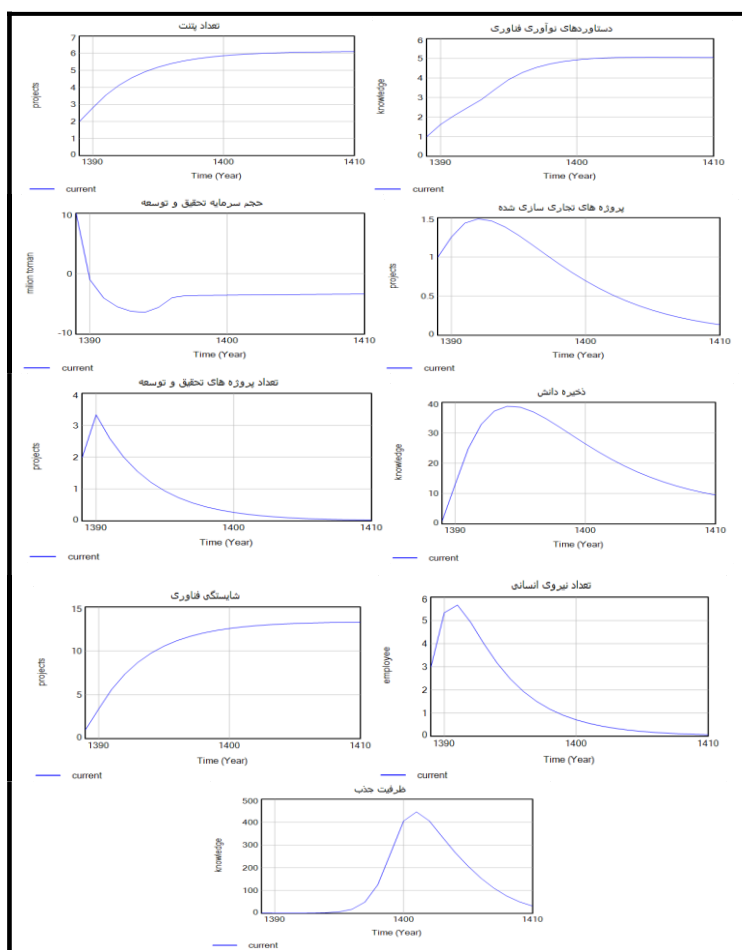 تعداد پتنت
7
6
5
4
3
2
1
0
projects
1390 1400 1410
Time (Year)
current
دستاوردهای نوآوری فناوری
6
5
4
3
2
1
0
knowledge
1390 1400 1410
Time (Year)
current
حجم سرمایه تحقیق و توسعه
10
0
-10
milion toman
1390 1400 1410
Time (Year)
current
پروژه های تجاری سازی شده
1.5
1
0.5
0
projects
1390 1400 1410
Time (Year)
current
تعداد پروژه های تحقیق و توسعه
4
3
2
1
0
projects
1390 1400 1410
Time (Year)
current
ذخیره دانش
40
30
20
10
0
knowledge
1390 1400 1410
Time (Year)
current
شایستگی فناوری
15
10
5
0
projects
1390 1400 1410
Time (Year)
current
تعداد نیروی انسانی
6
5
4
3
2
1
0
employee
1390 1400 1410
Time (Year)
current
ظرفیت جذب
500
400
300
200
100
0
knowledge
1390 1400 1410
Time (Year)
current